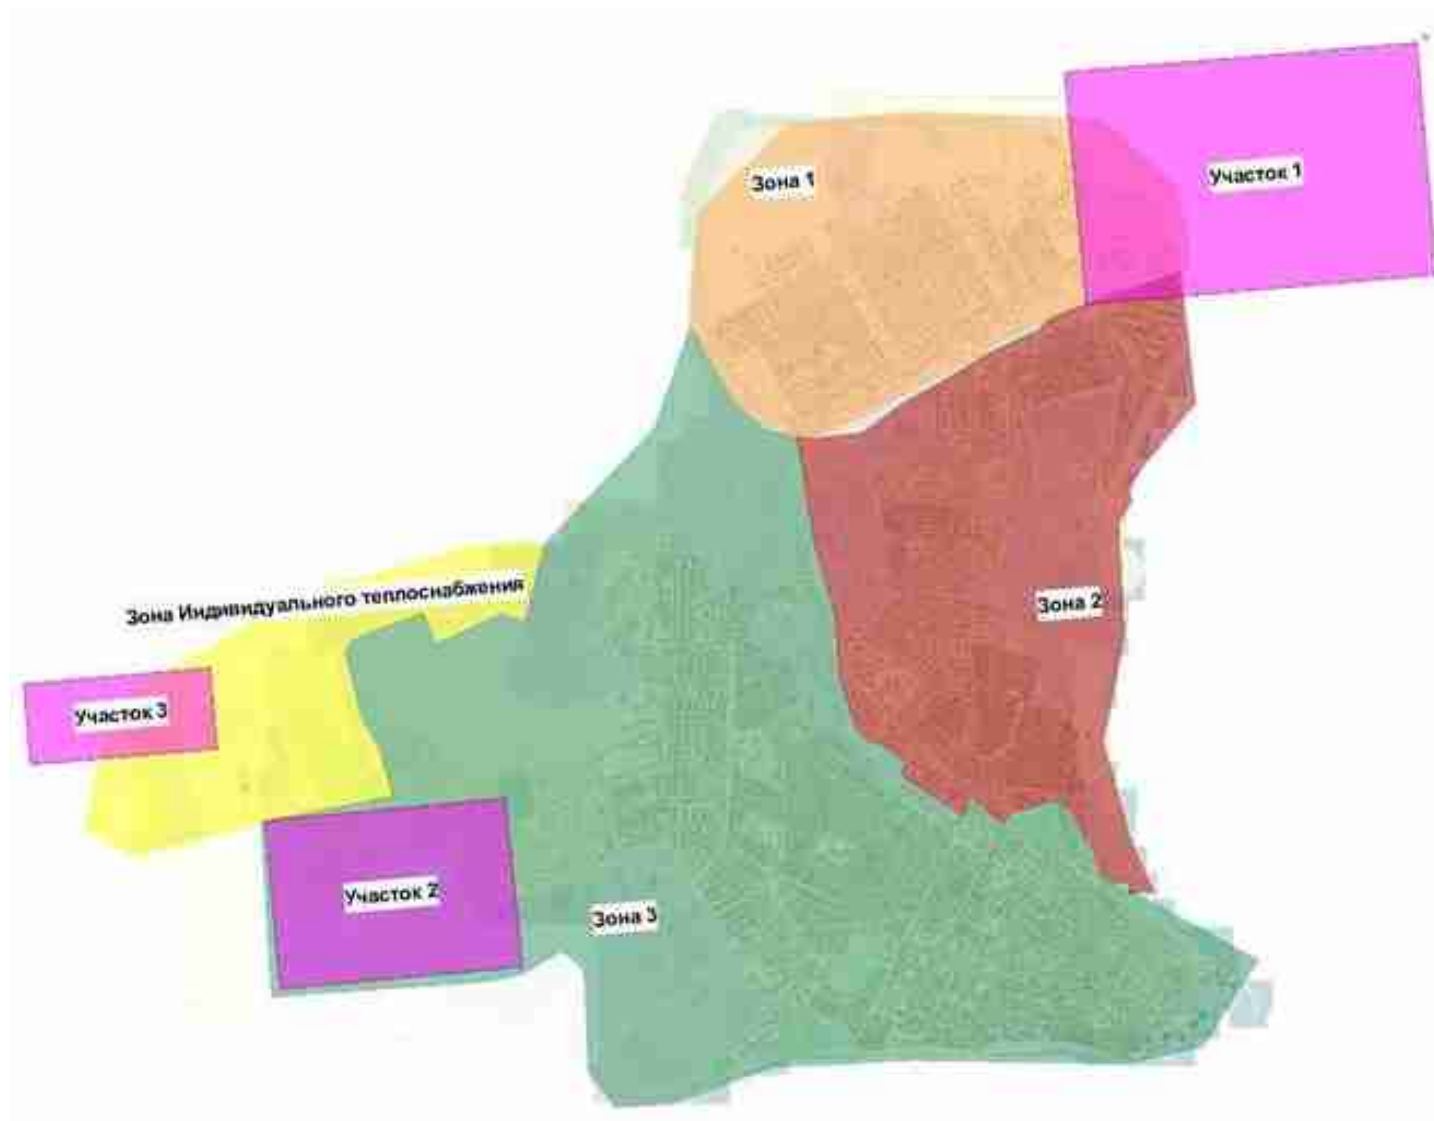 Участок 1
Зона 1
Зона Индивидуального теплоснабжения
Зона 2
Участок 3
Участок 2
Зона 3